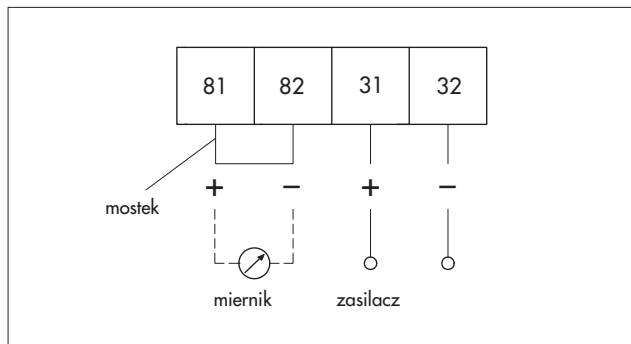 81 82 31 32
+ − + −
mostek
miernik zasilacz